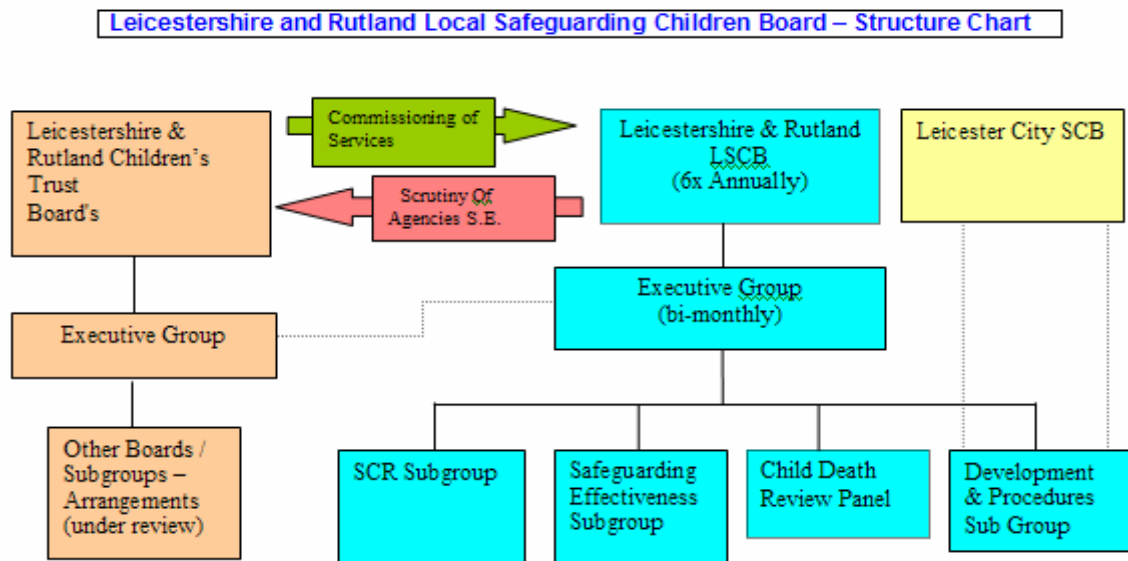 Leicestershire and Rutland Local Safeguarding Children Board – Structure Chart
Leicestershire &
Rutland Children's
Trust
Board's
Commissioning of
Services
Scrutiny Of
Agencies S.E.
Leicestershire & Rutland
LSCB
(6x Annually)
Leicester City SCB
Executive Group
Executive Group
(bi-monthly)
Other Boards /
Subgroups –
Arrangements
(under review)
SCR Subgroup
Safeguarding
Effectiveness
Subgroup
Child Death
Review Panel
Development
& Procedures
Sub Group